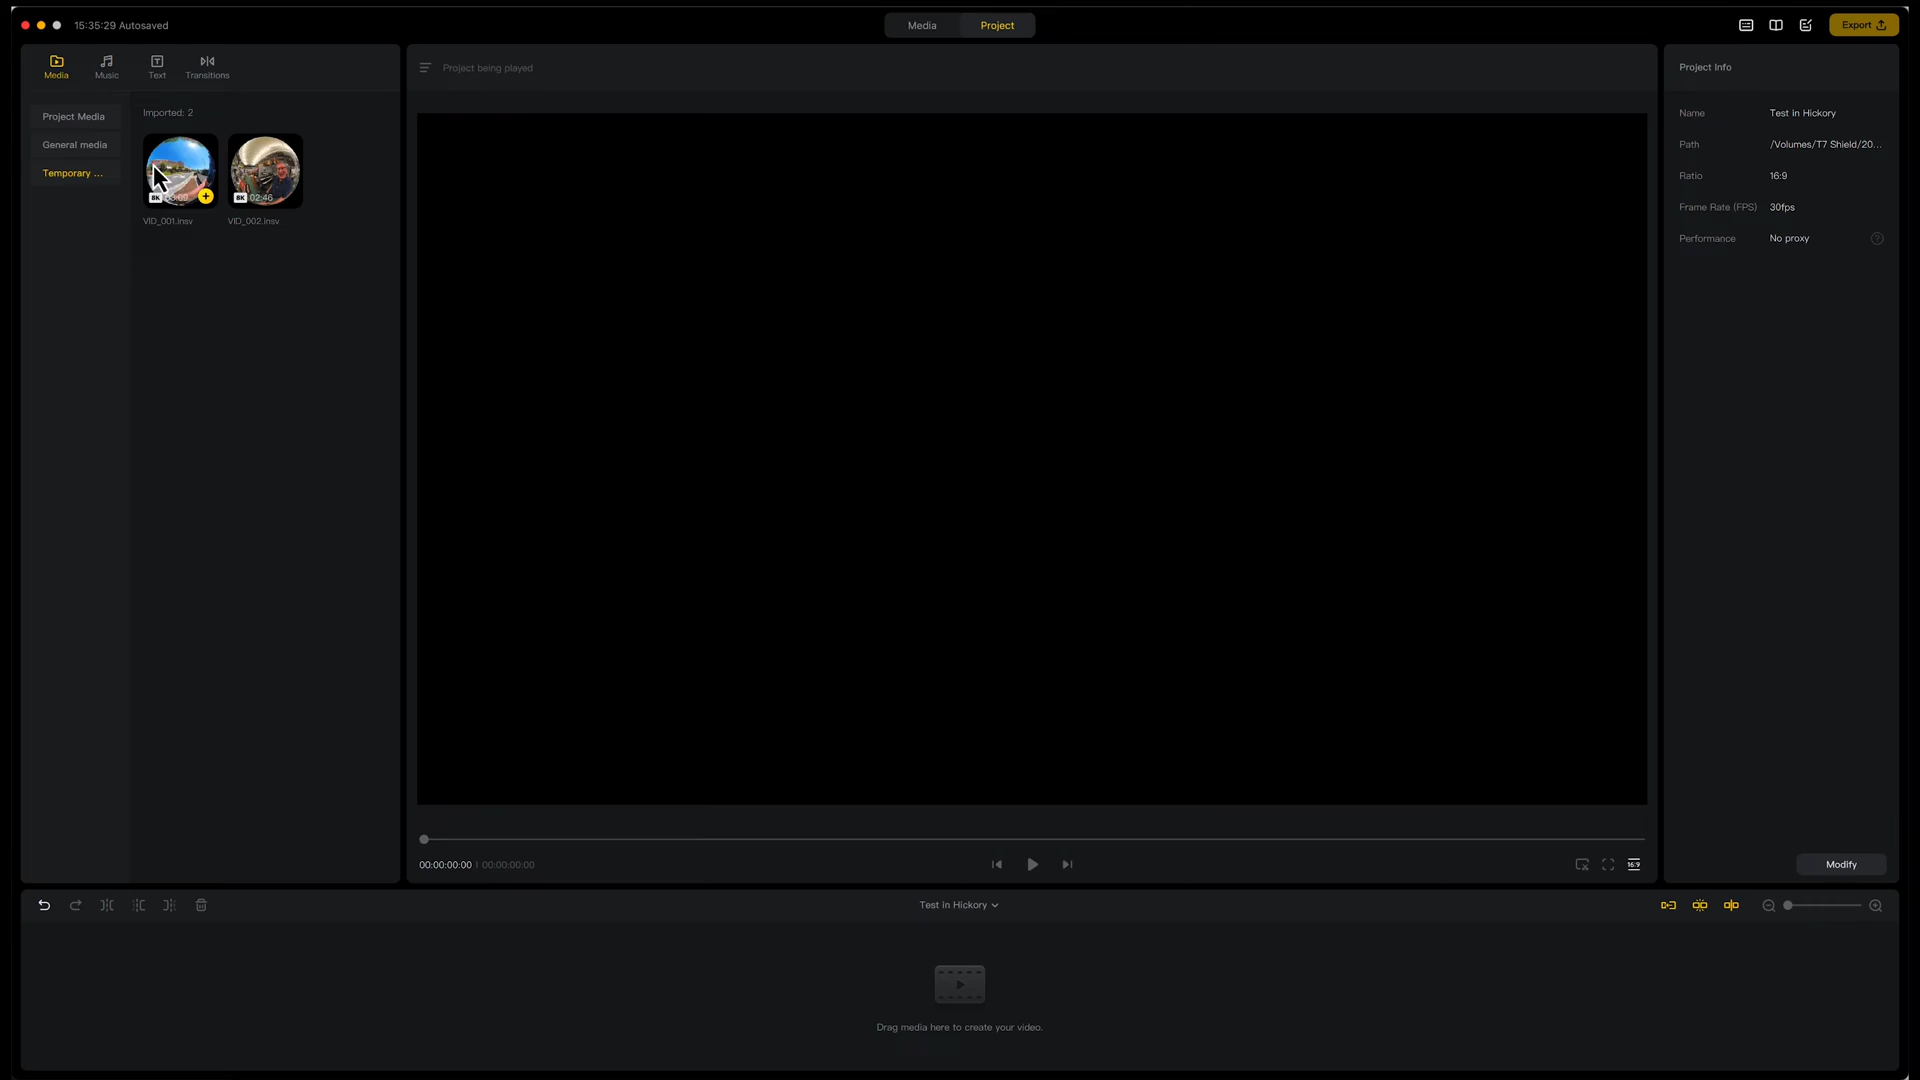 15:35:29 Autosaved
Media
Project
Export
Media
Music
Text
Transitions
Project Media
General media
Temporary ...
Imported: 2
8K
8K 02:46
VID_001.insv
VID_002.insv
Project being played
Project Info
Name Test in Hickory
Path /Volumes/T7 Shield/20...
Ratio 16:9
Frame Rate (FPS) 30fps
Performance No proxy
?
00:00:00:00 | 00:00:00:00
16:9
Modify
Test in Hickory
Drag media here to create your video.